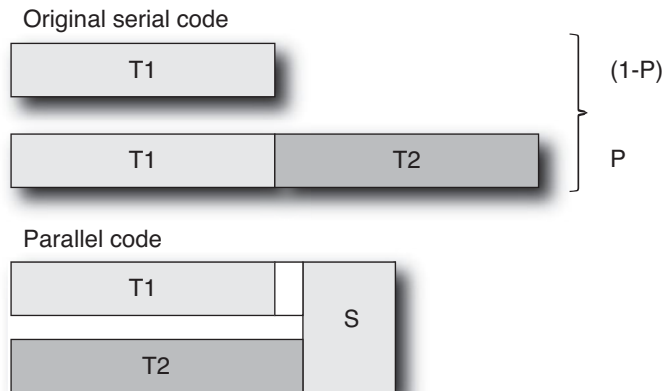 Original serial code
T1
(1-P)
T1 T2
P
Parallel code
T1
S
T2